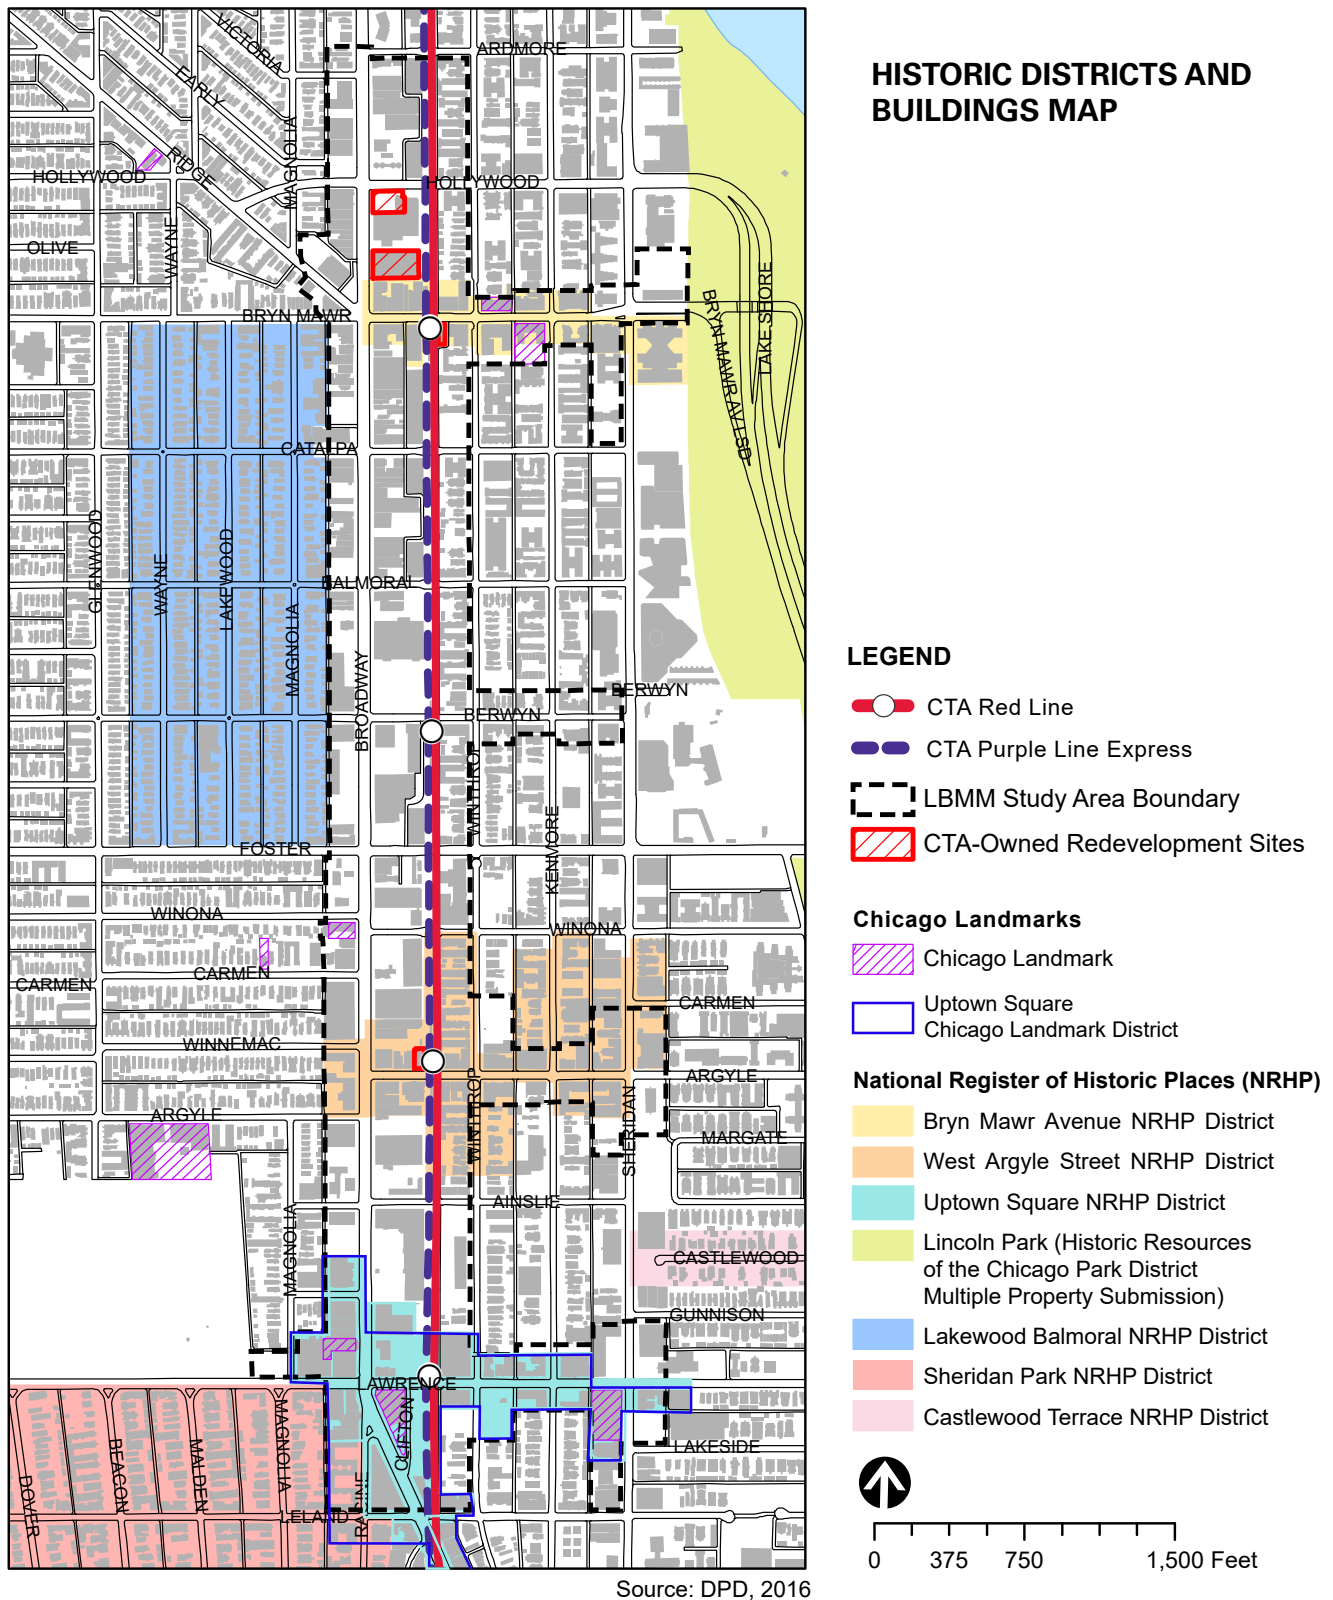 HISTORIC DISTRICTS AND
BUILDINGS MAP
VICTORIA
ARDMORE
EARLY
MAGNOLIA
RIDGE
HOLLYWOOD
HOLLYWOOD
WAYNE
OLIVE
LAKE SHORE
BRYN MAWR
BRYN MAWR AV LSD
CATALPA
GLENWOOD
WAYNE
LAKEWOOD
BALMORAL
MAGNOLIA
BROADWAY
BERWYN
BERWYN
WINTHROP
KENMORE
FOSTER
WINONA
WINONA
CARMEN
CARMEN
CARMEN
WINNEMAC
ARGYLE
WINTHROP
SHERIDAN
ARGYLE
MARGATE
AINSLIE
MAGNOLIA
CASTLEWOOD
GUNNISON
LAWRENCE
CLIFTON
LAKESIDE
DOVER
BEACON
MALDEN
MAGNOLIA
RACINE
LELAND
LEGEND
CTA Red Line
CTA Purple Line Express
LBMM Study Area Boundary
CTA-Owned Redevelopment Sites
Chicago Landmarks
Chicago Landmark
Uptown Square
Chicago Landmark District
National Register of Historic Places (NRHP)
Bryn Mawr Avenue NRHP District
West Argyle Street NRHP District
Uptown Square NRHP District
Lincoln Park (Historic Resources
of the Chicago Park District
Multiple Property Submission)
Lakewood Balmoral NRHP District
Sheridan Park NRHP District
Castlewood Terrace NRHP District
0 375 750 1,500 Feet
Source: DPD, 2016